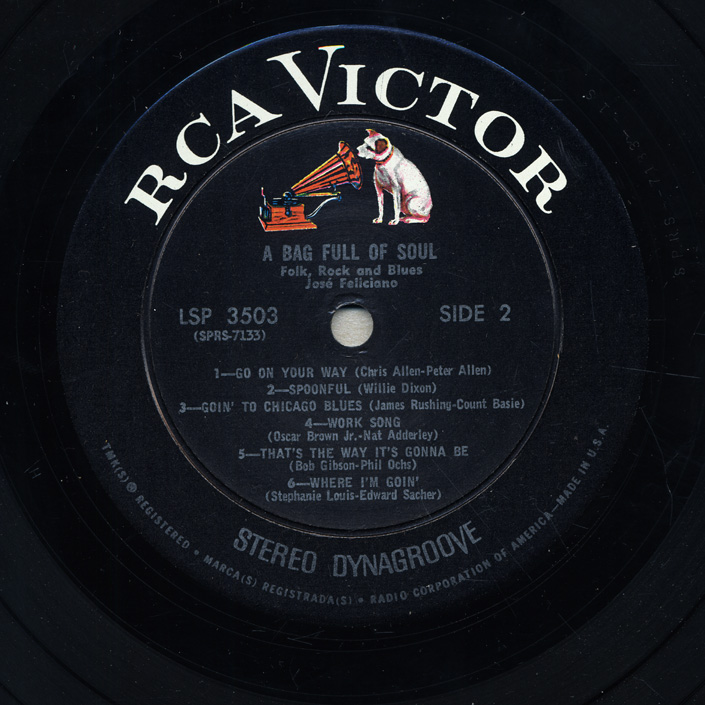 RCA VICTOR
A BAG FULL OF SOUL
Folk, Rock and Blues
José Feliciano
LSP 3503
(SPRS-7133)
SIDE 2
1—GO ON YOUR WAY (Chris Allen-Peter Allen)
2—SPOONFUL (Willie Dixon)
3—GOIN' TO CHICAGO BLUES (James Rushing-Count Basie)
4—WORK SONG
(Oscar Brown Jr.-Nat Adderley)
5—THAT'S THE WAY IT'S GONNA BE
(Bob Gibson-Phil Ochs)
6—WHERE I'M GOIN'
(Stephanie Louis-Edward Sacher)
STEREO DYNAGROOVE
TMK(S) ® REGISTERED • MARCA(S) REGISTRADA(S) • RADIO CORPORATION OF AMERICA—MADE IN U.S.A.